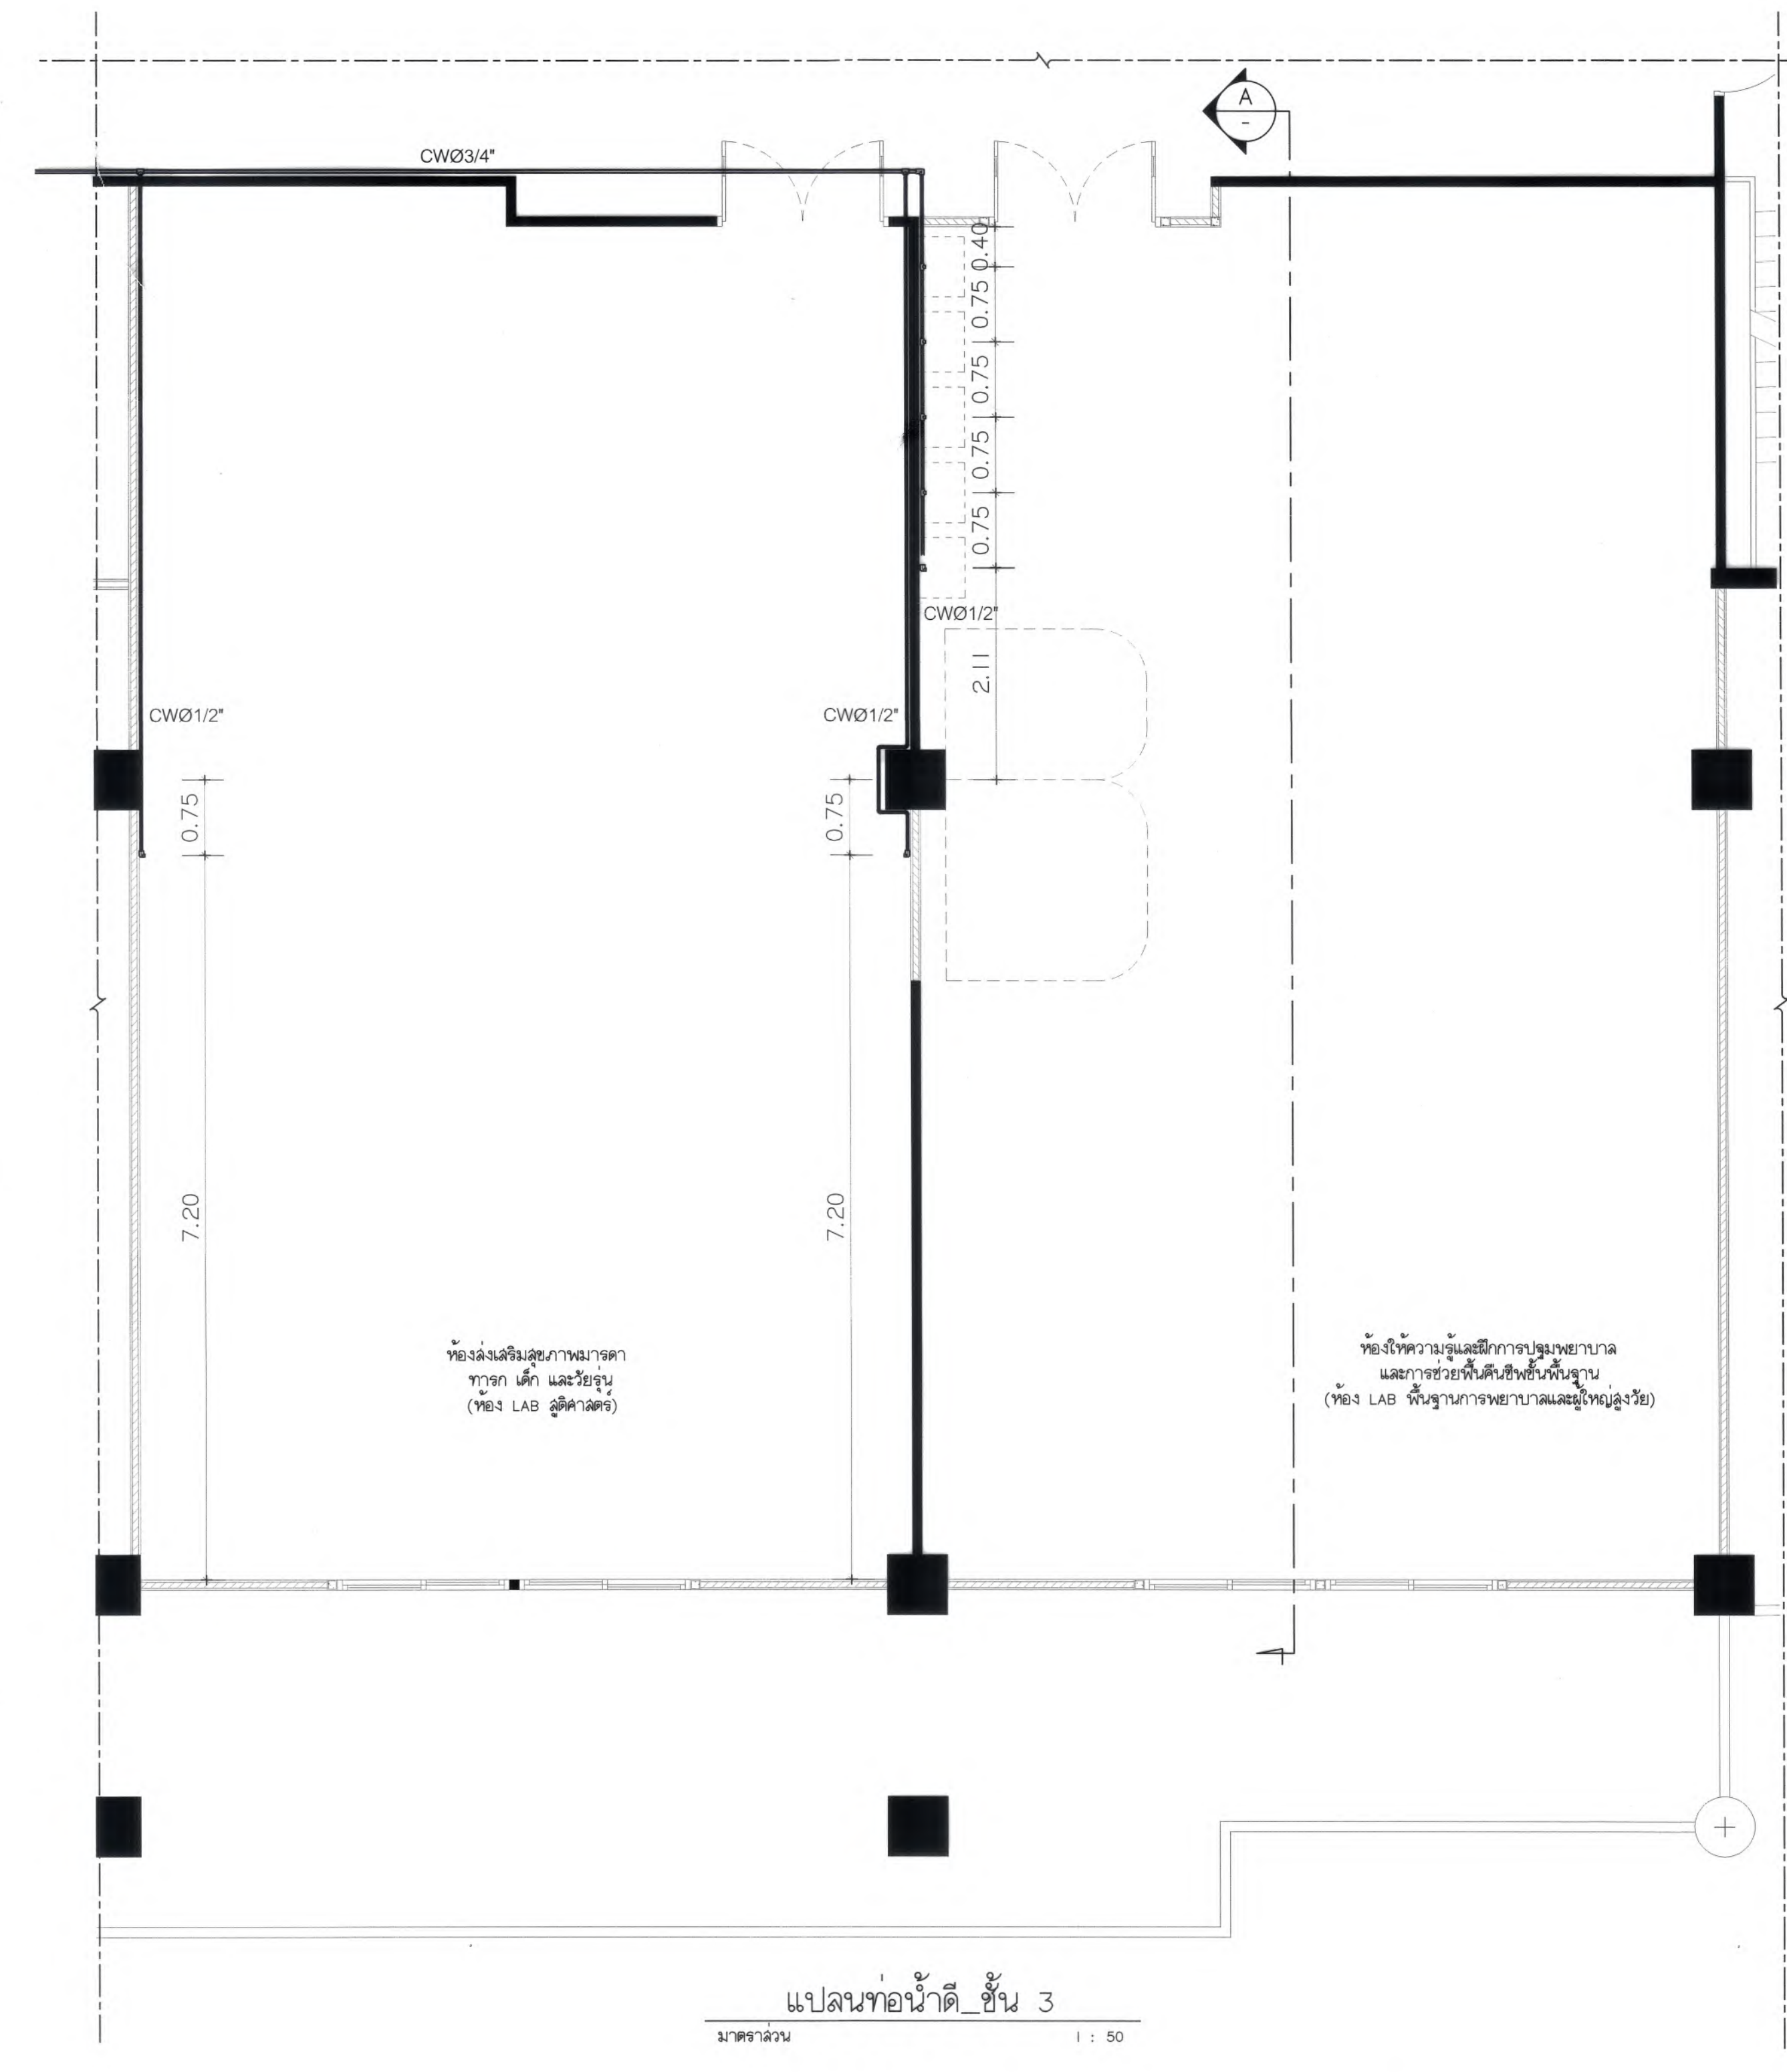 A
-
CWØ3/4"
0.40
0.75
0.75
0.75
0.75
CWØ1/2"
2.11
CWØ1/2"
CWØ1/2"
0.75
0.75
7.20
7.20
ห้องส่งเสริมสุขภาพมารดา
ทารก เด็ก และวัยรุ่น
(ห้อง LAB สูติศาสตร์)
ห้องให้ความรู้และฝึกการปฐมพยาบาล
และการช่วยฟื้นคืนชีพขั้นพื้นฐาน
(ห้อง LAB พื้นฐานการพยาบาลและผู้ใหญ่สูงวัย)
แปลนท่อน้ำดี_ชั้น 3
มาตราส่วน 1 : 50